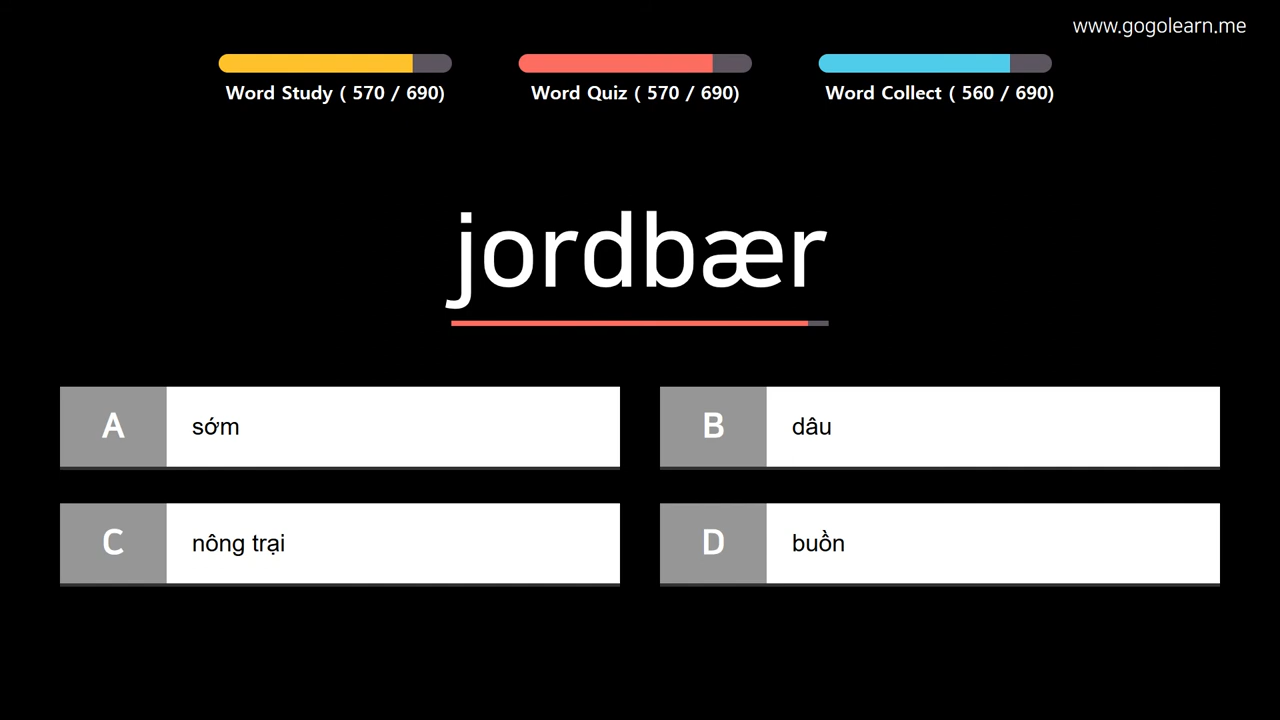 www.gogolearn.me
Word Study ( 570 / 690)
Word Quiz ( 570 / 690)
Word Collect ( 560 / 690)
jordbær
A sớm
B dâu
C nông trại
D buồn